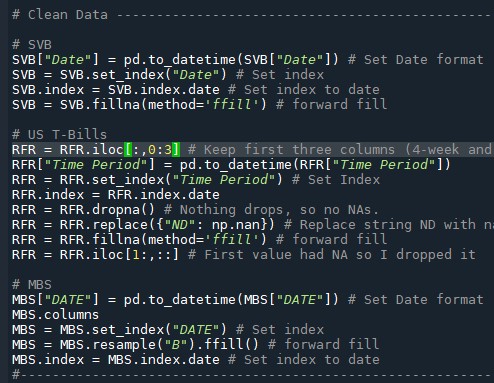 # Clean Data ------------------------------------------------
# SVB
SVB["Date"] = pd.to_datetime(SVB["Date"]) # Set Date format
SVB = SVB.set_index("Date") # Set index
SVB.index = SVB.index.date # Set index to date
SVB = SVB.fillna(method='ffill') # forward fill
# US T-Bills
RFR = RFR.iloc[:,0:3] # Keep first three columns (4-week and
RFR["Time Period"] = pd.to_datetime(RFR["Time Period"])
RFR = RFR.set_index("Time Period") # Set Index
RFR.index = RFR.index.date
RFR = RFR.dropna() # Nothing drops, so no NAs.
RFR = RFR.replace({"ND": np.nan}) # Replace string ND with na
RFR = RFR.fillna(method='ffill') # forward fill
RFR = RFR.iloc[1:,::] # First value had NA so I dropped it
# MBS
MBS["DATE"] = pd.to_datetime(MBS["DATE"]) # Set Date format
MBS.columns
MBS = MBS.set_index("DATE") # Set index
MBS = MBS.resample("B").ffill() # forward fill
MBS.index = MBS.index.date # Set index to date
#------------------------------------------------------------